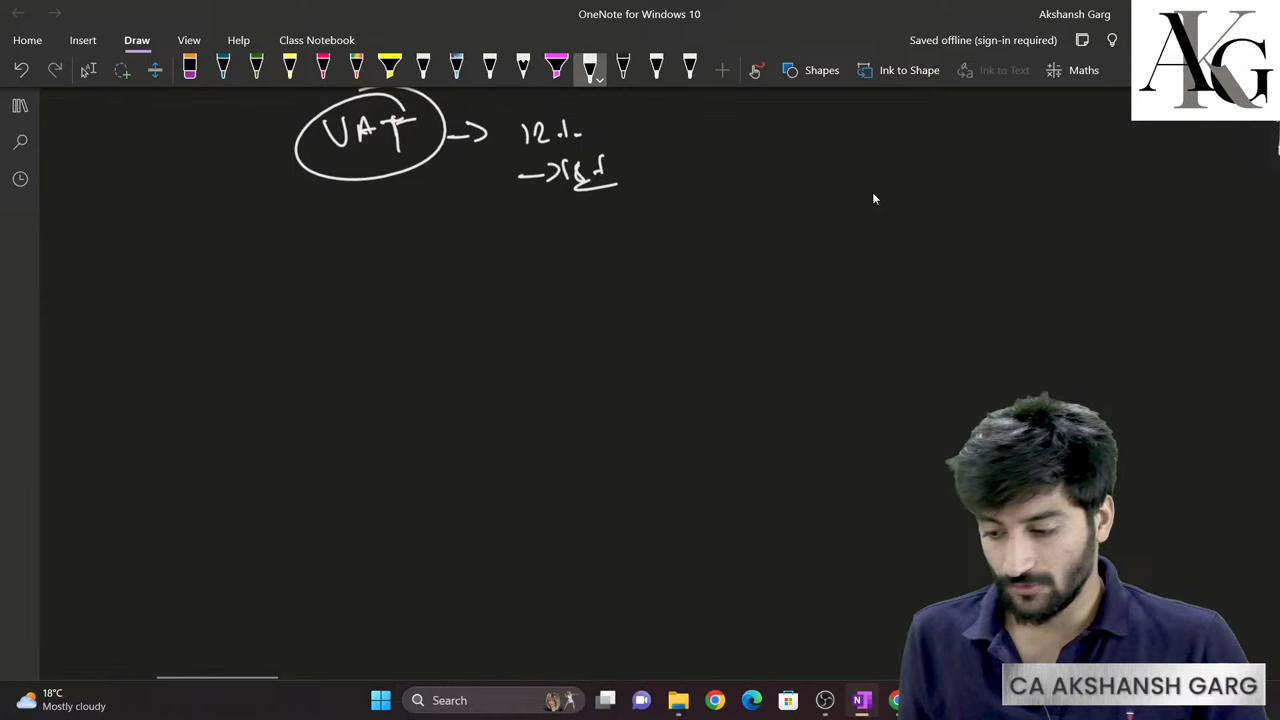 OneNote for Windows 10
Akshansh Garg
AKG
Home Insert Draw View Help Class Notebook
Saved offline (sign-in required)
Shapes Ink to Shape Ink to Text Maths
VAT → 12%
→
CA AKSHANSH GARG
18°C
Mostly cloudy
Search